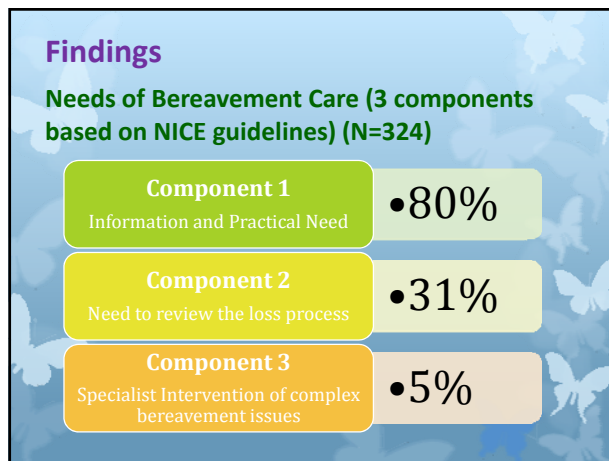 Findings
Needs of Bereavement Care (3 components
based on NICE guidelines) (N=324)
Component 1
Information and Practical Need
•80%
Component 2
Need to review the loss process
•31%
Component 3
Specialist Intervention of complex
bereavement issues
•5%